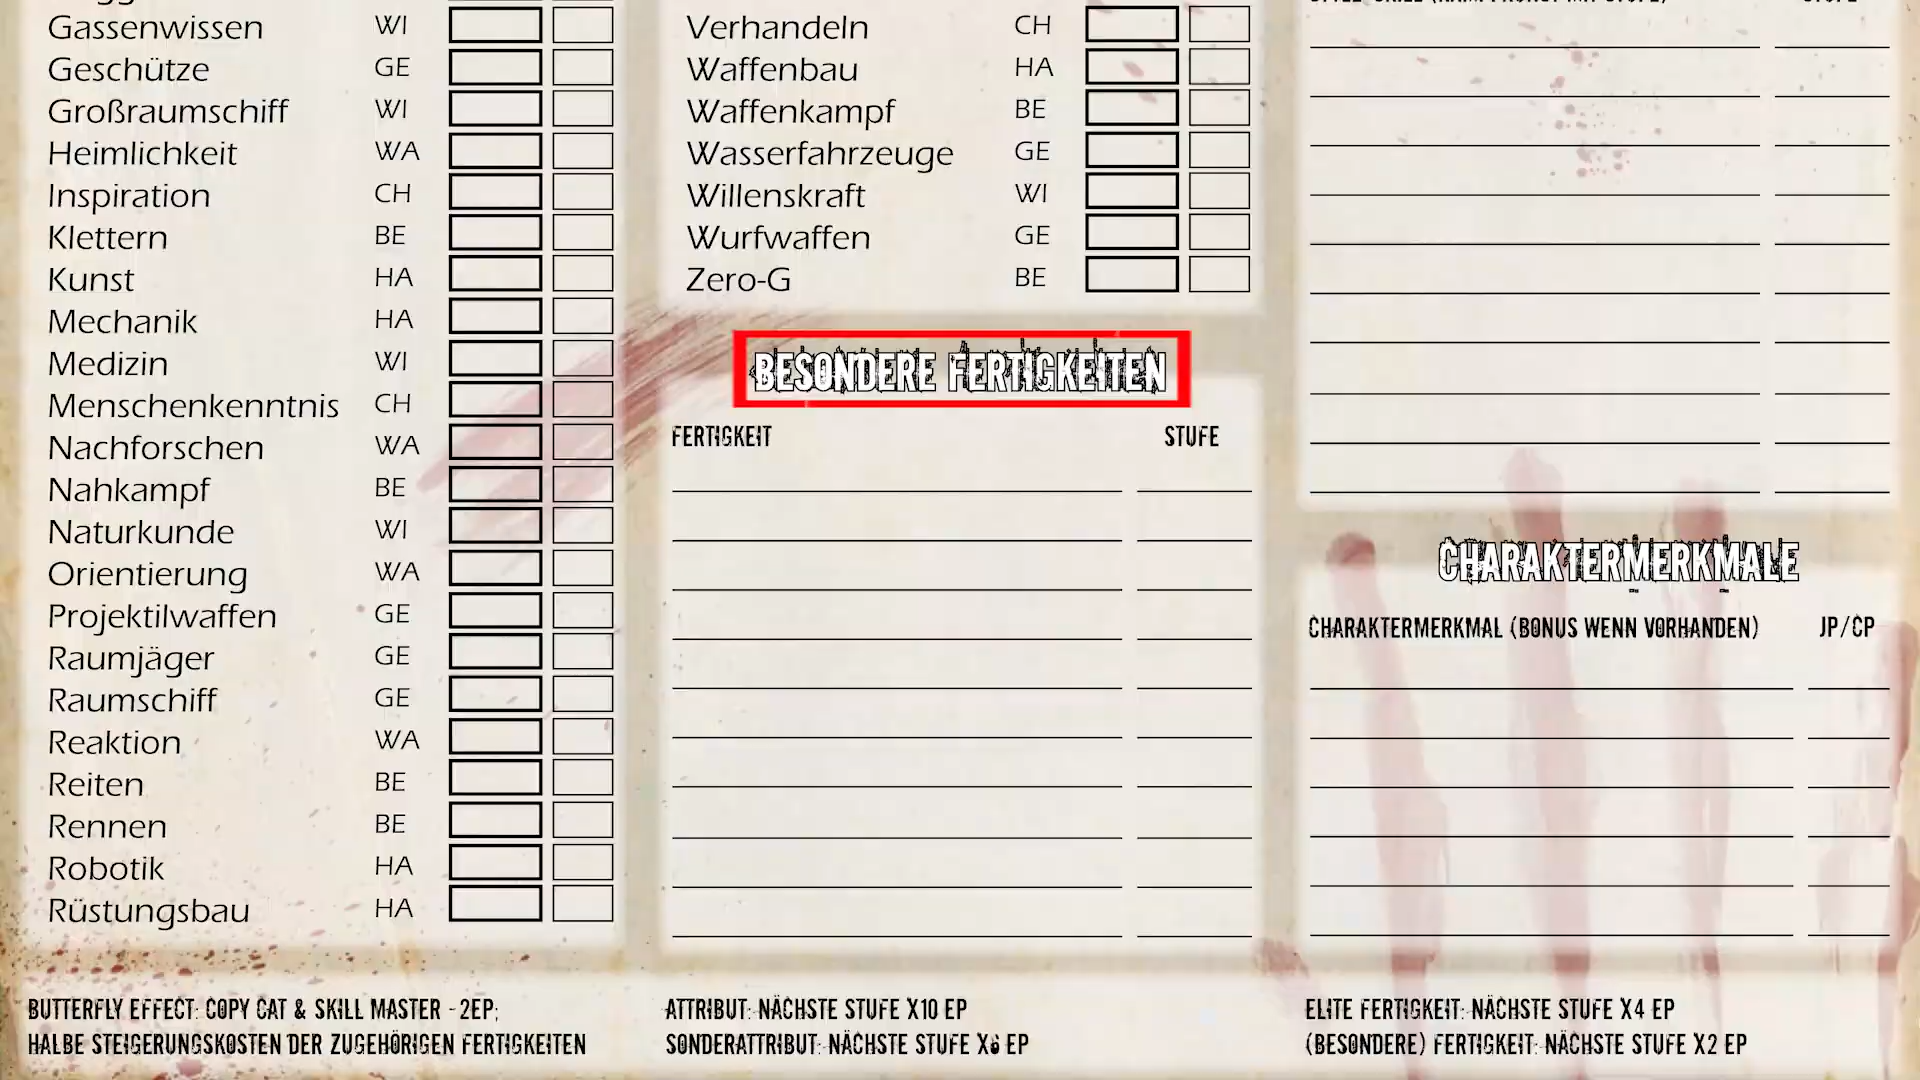 Gassenwissen WI
Geschütze GE
Großraumschiff WI
Heimlichkeit WA
Inspiration CH
Klettern BE
Kunst HA
Mechanik HA
Medizin WI
Menschenkenntnis CH
Nachforschen WA
Nahkampf BE
Naturkunde WI
Orientierung WA
Projektilwaffen GE
Raumjäger GE
Raumschiff GE
Reaktion WA
Reiten BE
Rennen BE
Robotik HA
Rüstungsbau HA
Verhandeln CH
Waffenbau HA
Waffenkampf BE
Wasserfahrzeuge GE
Willenskraft WI
Wurfwaffen GE
Zero-G BE
BESONDERE FERTIGKEITEN
FERTIGKEIT STUFE
CHARAKTERMERKMALE
CHARAKTERMERKMAL (BONUS WENN VORHANDEN) JP/CP
BUTTERFLY EFFECT: COPY CAT & SKILL MASTER - 2EP;
HALBE STEIGERUNGSKOSTEN DER ZUGEHÖRIGEN FERTIGKEITEN
ATTRIBUT: NÄCHSTE STUFE X10 EP
SONDERATTRIBUT: NÄCHSTE STUFE X6 EP
ELITE FERTIGKEIT: NÄCHSTE STUFE X4 EP
(BESONDERE) FERTIGKEIT: NÄCHSTE STUFE X2 EP